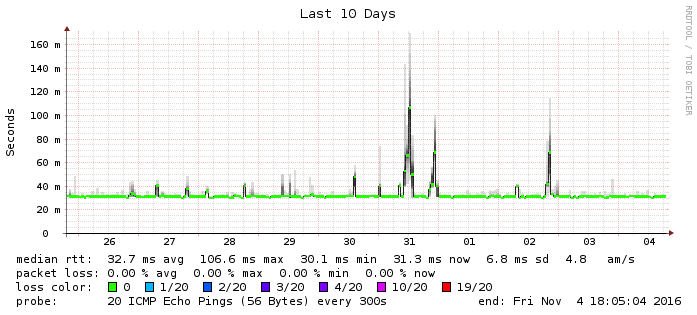 Last 10 Days
RRDTOOL / TOBI OETIKER
Seconds
160 m
140 m
120 m
100 m
80 m
60 m
40 m
20 m
0
26 27 28 29 30 31 01 02 03 04
median rtt: 32.7 ms avg 106.6 ms max 30.1 ms min 31.3 ms now 6.8 ms sd 4.8 am/s
packet loss: 0.00 % avg 0.00 % max 0.00 % min 0.00 % now
loss color: 0 1/20 2/20 3/20 4/20 10/20 19/20
probe: 20 ICMP Echo Pings (56 Bytes) every 300s end: Fri Nov 4 18:05:04 2016